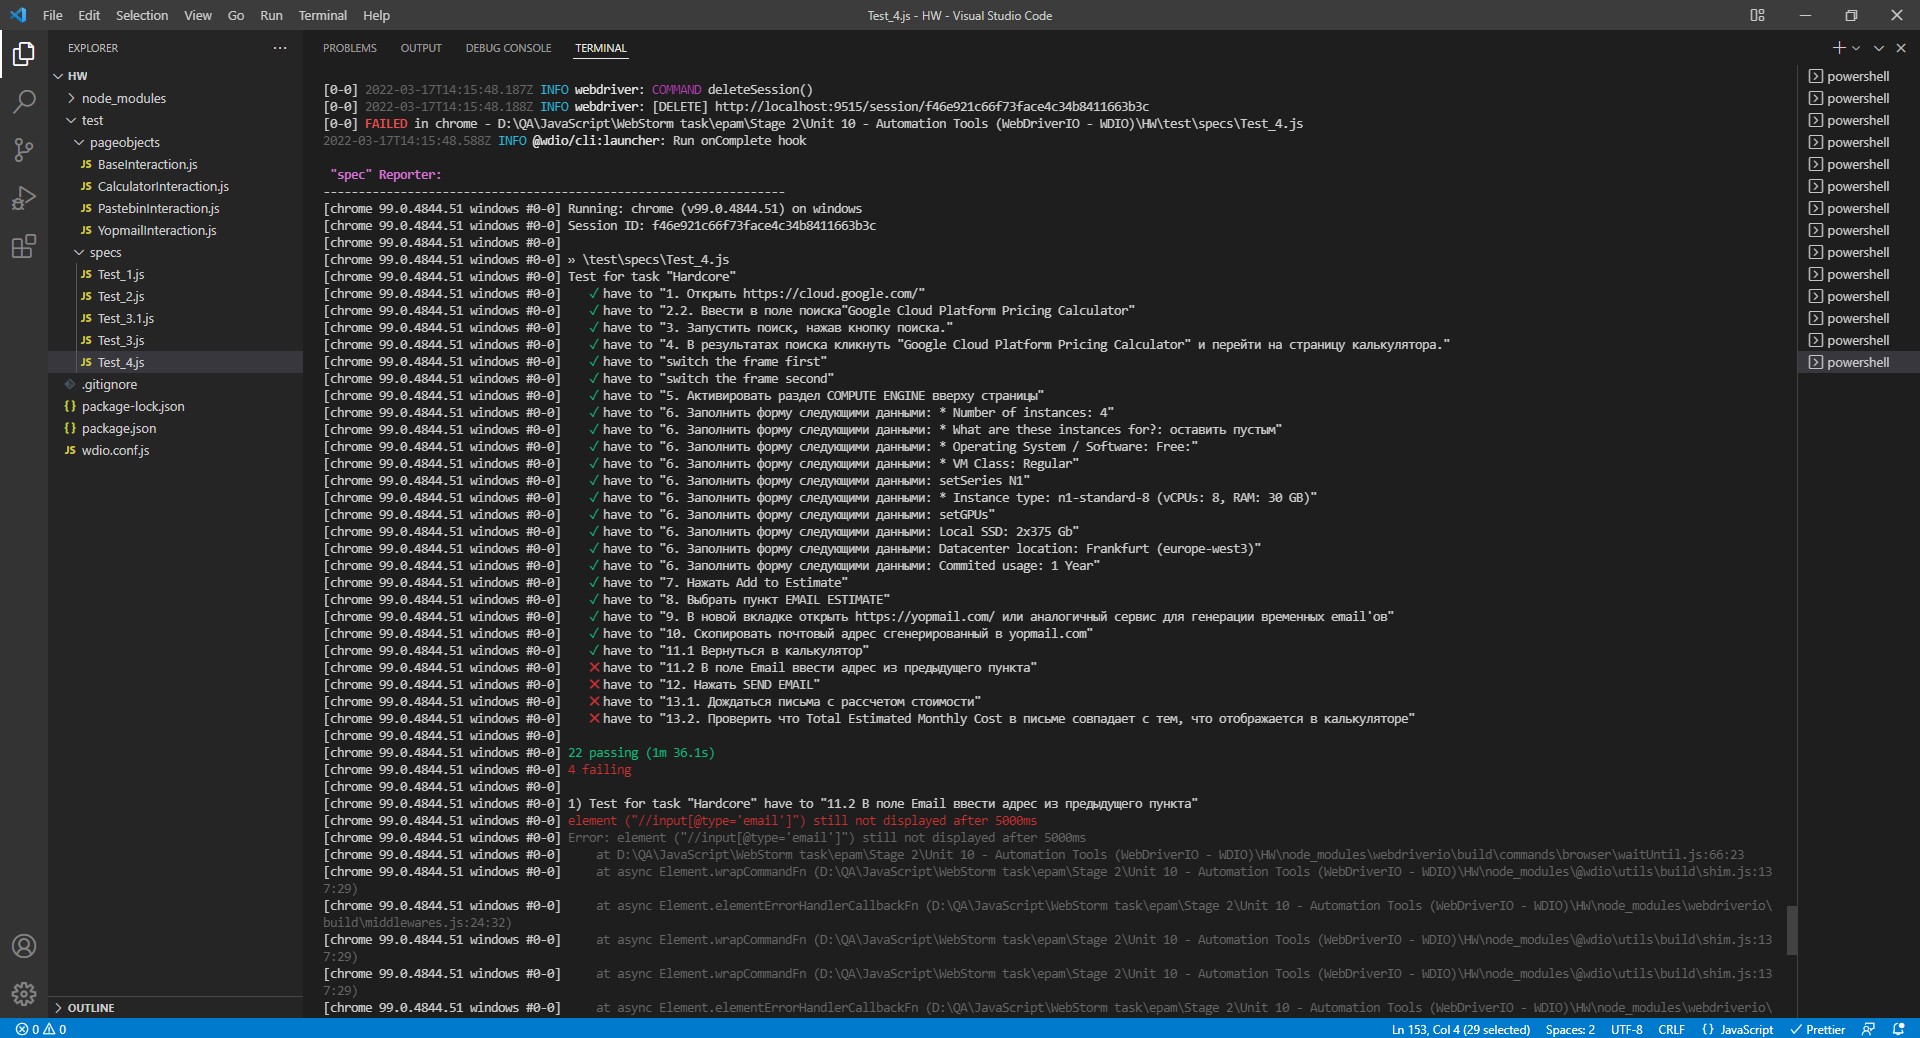 File Edit Selection View Go Run Terminal Help
Test_4.js - HW - Visual Studio Code
EXPLORER
HW
node_modules
test
pageobjects
JS BaseInteraction.js
JS CalculatorInteraction.js
JS PastebinInteraction.js
JS YopmailInteraction.js
specs
JS Test_1.js
JS Test_2.js
JS Test_3.1.js
JS Test_3.js
JS Test_4.js
.gitignore
{} package-lock.json
{} package.json
JS wdio.conf.js
OUTLINE
PROBLEMS OUTPUT DEBUG CONSOLE TERMINAL
[0-0] 2022-03-17T14:15:48.187Z INFO webdriver: COMMAND deleteSession()
[0-0] 2022-03-17T14:15:48.188Z INFO webdriver: [DELETE] http://localhost:9515/session/f46e921c66f73face4c34b8411663b3c
[0-0] FAILED in chrome - D:\QA\JavaScript\WebStorm task\epam\Stage 2\Unit 10 - Automation Tools (WebDriverIO - WDIO)\HW\test\specs\Test_4.js
2022-03-17T14:15:48.588Z INFO @wdio/cli:launcher: Run onComplete hook
"spec" Reporter:
------------------------------------------------------------------
[chrome 99.0.4844.51 windows #0-0] Running: chrome (v99.0.4844.51) on windows
[chrome 99.0.4844.51 windows #0-0] Session ID: f46e921c66f73face4c34b8411663b3c
[chrome 99.0.4844.51 windows #0-0]
[chrome 99.0.4844.51 windows #0-0] » \test\specs\Test_4.js
[chrome 99.0.4844.51 windows #0-0] Test for task "Hardcore"
[chrome 99.0.4844.51 windows #0-0] ✓ have to "1. Открыть https://cloud.google.com/"
[chrome 99.0.4844.51 windows #0-0] ✓ have to "2.2. Ввести в поле поиска"Google Cloud Platform Pricing Calculator"
[chrome 99.0.4844.51 windows #0-0] ✓ have to "3. Запустить поиск, нажав кнопку поиска."
[chrome 99.0.4844.51 windows #0-0] ✓ have to "4. В результатах поиска кликнуть "Google Cloud Platform Pricing Calculator" и перейти на страницу калькулятора."
[chrome 99.0.4844.51 windows #0-0] ✓ have to "switch the frame first"
[chrome 99.0.4844.51 windows #0-0] ✓ have to "switch the frame second"
[chrome 99.0.4844.51 windows #0-0] ✓ have to "5. Активировать раздел COMPUTE ENGINE вверху страницы"
[chrome 99.0.4844.51 windows #0-0] ✓ have to "6. Заполнить форму следующими данными: * Number of instances: 4"
[chrome 99.0.4844.51 windows #0-0] ✓ have to "6. Заполнить форму следующими данными: * What are these instances for?: оставить пустым"
[chrome 99.0.4844.51 windows #0-0] ✓ have to "6. Заполнить форму следующими данными: * Operating System / Software: Free:"
[chrome 99.0.4844.51 windows #0-0] ✓ have to "6. Заполнить форму следующими данными: * VM Class: Regular"
[chrome 99.0.4844.51 windows #0-0] ✓ have to "6. Заполнить форму следующими данными: setSeries N1"
[chrome 99.0.4844.51 windows #0-0] ✓ have to "6. Заполнить форму следующими данными: * Instance type: n1-standard-8 (vCPUs: 8, RAM: 30 GB)"
[chrome 99.0.4844.51 windows #0-0] ✓ have to "6. Заполнить форму следующими данными: setGPUs"
[chrome 99.0.4844.51 windows #0-0] ✓ have to "6. Заполнить форму следующими данными: Local SSD: 2x375 Gb"
[chrome 99.0.4844.51 windows #0-0] ✓ have to "6. Заполнить форму следующими данными: Datacenter location: Frankfurt (europe-west3)"
[chrome 99.0.4844.51 windows #0-0] ✓ have to "6. Заполнить форму следующими данными: Commited usage: 1 Year"
[chrome 99.0.4844.51 windows #0-0] ✓ have to "7. Нажать Add to Estimate"
[chrome 99.0.4844.51 windows #0-0] ✓ have to "8. Выбрать пункт EMAIL ESTIMATE"
[chrome 99.0.4844.51 windows #0-0] ✓ have to "9. В новой вкладке открыть https://yopmail.com/ или аналогичный сервис для генерации временных email'ов"
[chrome 99.0.4844.51 windows #0-0] ✓ have to "10. Скопировать почтовый адрес сгенерированный в yopmail.com"
[chrome 99.0.4844.51 windows #0-0] ✓ have to "11.1 Вернуться в калькулятор"
[chrome 99.0.4844.51 windows #0-0] ✕ have to "11.2 В поле Email ввести адрес из предыдущего пункта"
[chrome 99.0.4844.51 windows #0-0] ✕ have to "12. Нажать SEND EMAIL"
[chrome 99.0.4844.51 windows #0-0] ✕ have to "13.1. Дождаться письма с рассчетом стоимости"
[chrome 99.0.4844.51 windows #0-0] ✕ have to "13.2. Проверить что Total Estimated Monthly Cost в письме совпадает с тем, что отображается в калькуляторе"
[chrome 99.0.4844.51 windows #0-0]
[chrome 99.0.4844.51 windows #0-0] 22 passing (1m 36.1s)
[chrome 99.0.4844.51 windows #0-0] 4 failing
[chrome 99.0.4844.51 windows #0-0]
[chrome 99.0.4844.51 windows #0-0] 1) Test for task "Hardcore" have to "11.2 В поле Email ввести адрес из предыдущего пункта"
[chrome 99.0.4844.51 windows #0-0] element ("//input[@type='email']") still not displayed after 5000ms
[chrome 99.0.4844.51 windows #0-0] Error: element ("//input[@type='email']") still not displayed after 5000ms
[chrome 99.0.4844.51 windows #0-0] at D:\QA\JavaScript\WebStorm task\epam\Stage 2\Unit 10 - Automation Tools (WebDriverIO - WDIO)\HW\node_modules\webdriverio\build\commands\browser\waitUntil.js:66:23
[chrome 99.0.4844.51 windows #0-0] at async Element.wrapCommandFn (D:\QA\JavaScript\WebStorm task\epam\Stage 2\Unit 10 - Automation Tools (WebDriverIO - WDIO)\HW\node_modules\@wdio\utils\build\shim.js:13
7:29)
[chrome 99.0.4844.51 windows #0-0] at async Element.elementErrorHandlerCallbackFn (D:\QA\JavaScript\WebStorm task\epam\Stage 2\Unit 10 - Automation Tools (WebDriverIO - WDIO)\HW\node_modules\webdriverio\
build\middlewares.js:24:32)
[chrome 99.0.4844.51 windows #0-0] at async Element.wrapCommandFn (D:\QA\JavaScript\WebStorm task\epam\Stage 2\Unit 10 - Automation Tools (WebDriverIO - WDIO)\HW\node_modules\@wdio\utils\build\shim.js:13
7:29)
[chrome 99.0.4844.51 windows #0-0] at async Element.wrapCommandFn (D:\QA\JavaScript\WebStorm task\epam\Stage 2\Unit 10 - Automation Tools (WebDriverIO - WDIO)\HW\node_modules\@wdio\utils\build\shim.js:13
7:29)
[chrome 99.0.4844.51 windows #0-0] at async Element.elementErrorHandlerCallbackFn (D:\QA\JavaScript\WebStorm task\epam\Stage 2\Unit 10 - Automation Tools (WebDriverIO - WDIO)\HW\node_modules\webdriverio\
powershell
powershell
powershell
powershell
powershell
powershell
powershell
powershell
powershell
powershell
powershell
powershell
powershell
powershell
0 0
Ln 153, Col 4 (29 selected) Spaces: 2 UTF-8 CRLF {} JavaScript ✓ Prettier